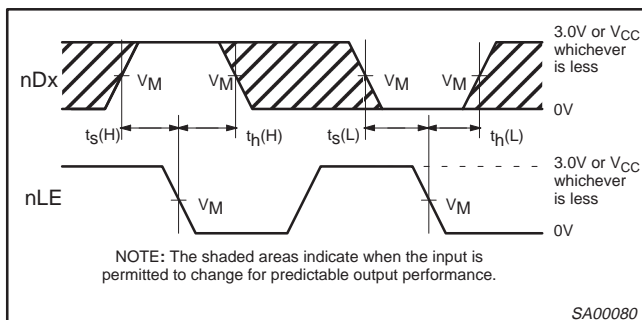 3.0V or VCC
whichever
is less
nDx
VM
VM
VM
VM
0V
ts(H)
th(H)
ts(L)
th(L)
3.0V or VCC
whichever
is less
nLE
VM
VM
0V
NOTE: The shaded areas indicate when the input is
permitted to change for predictable output performance.
SA00080